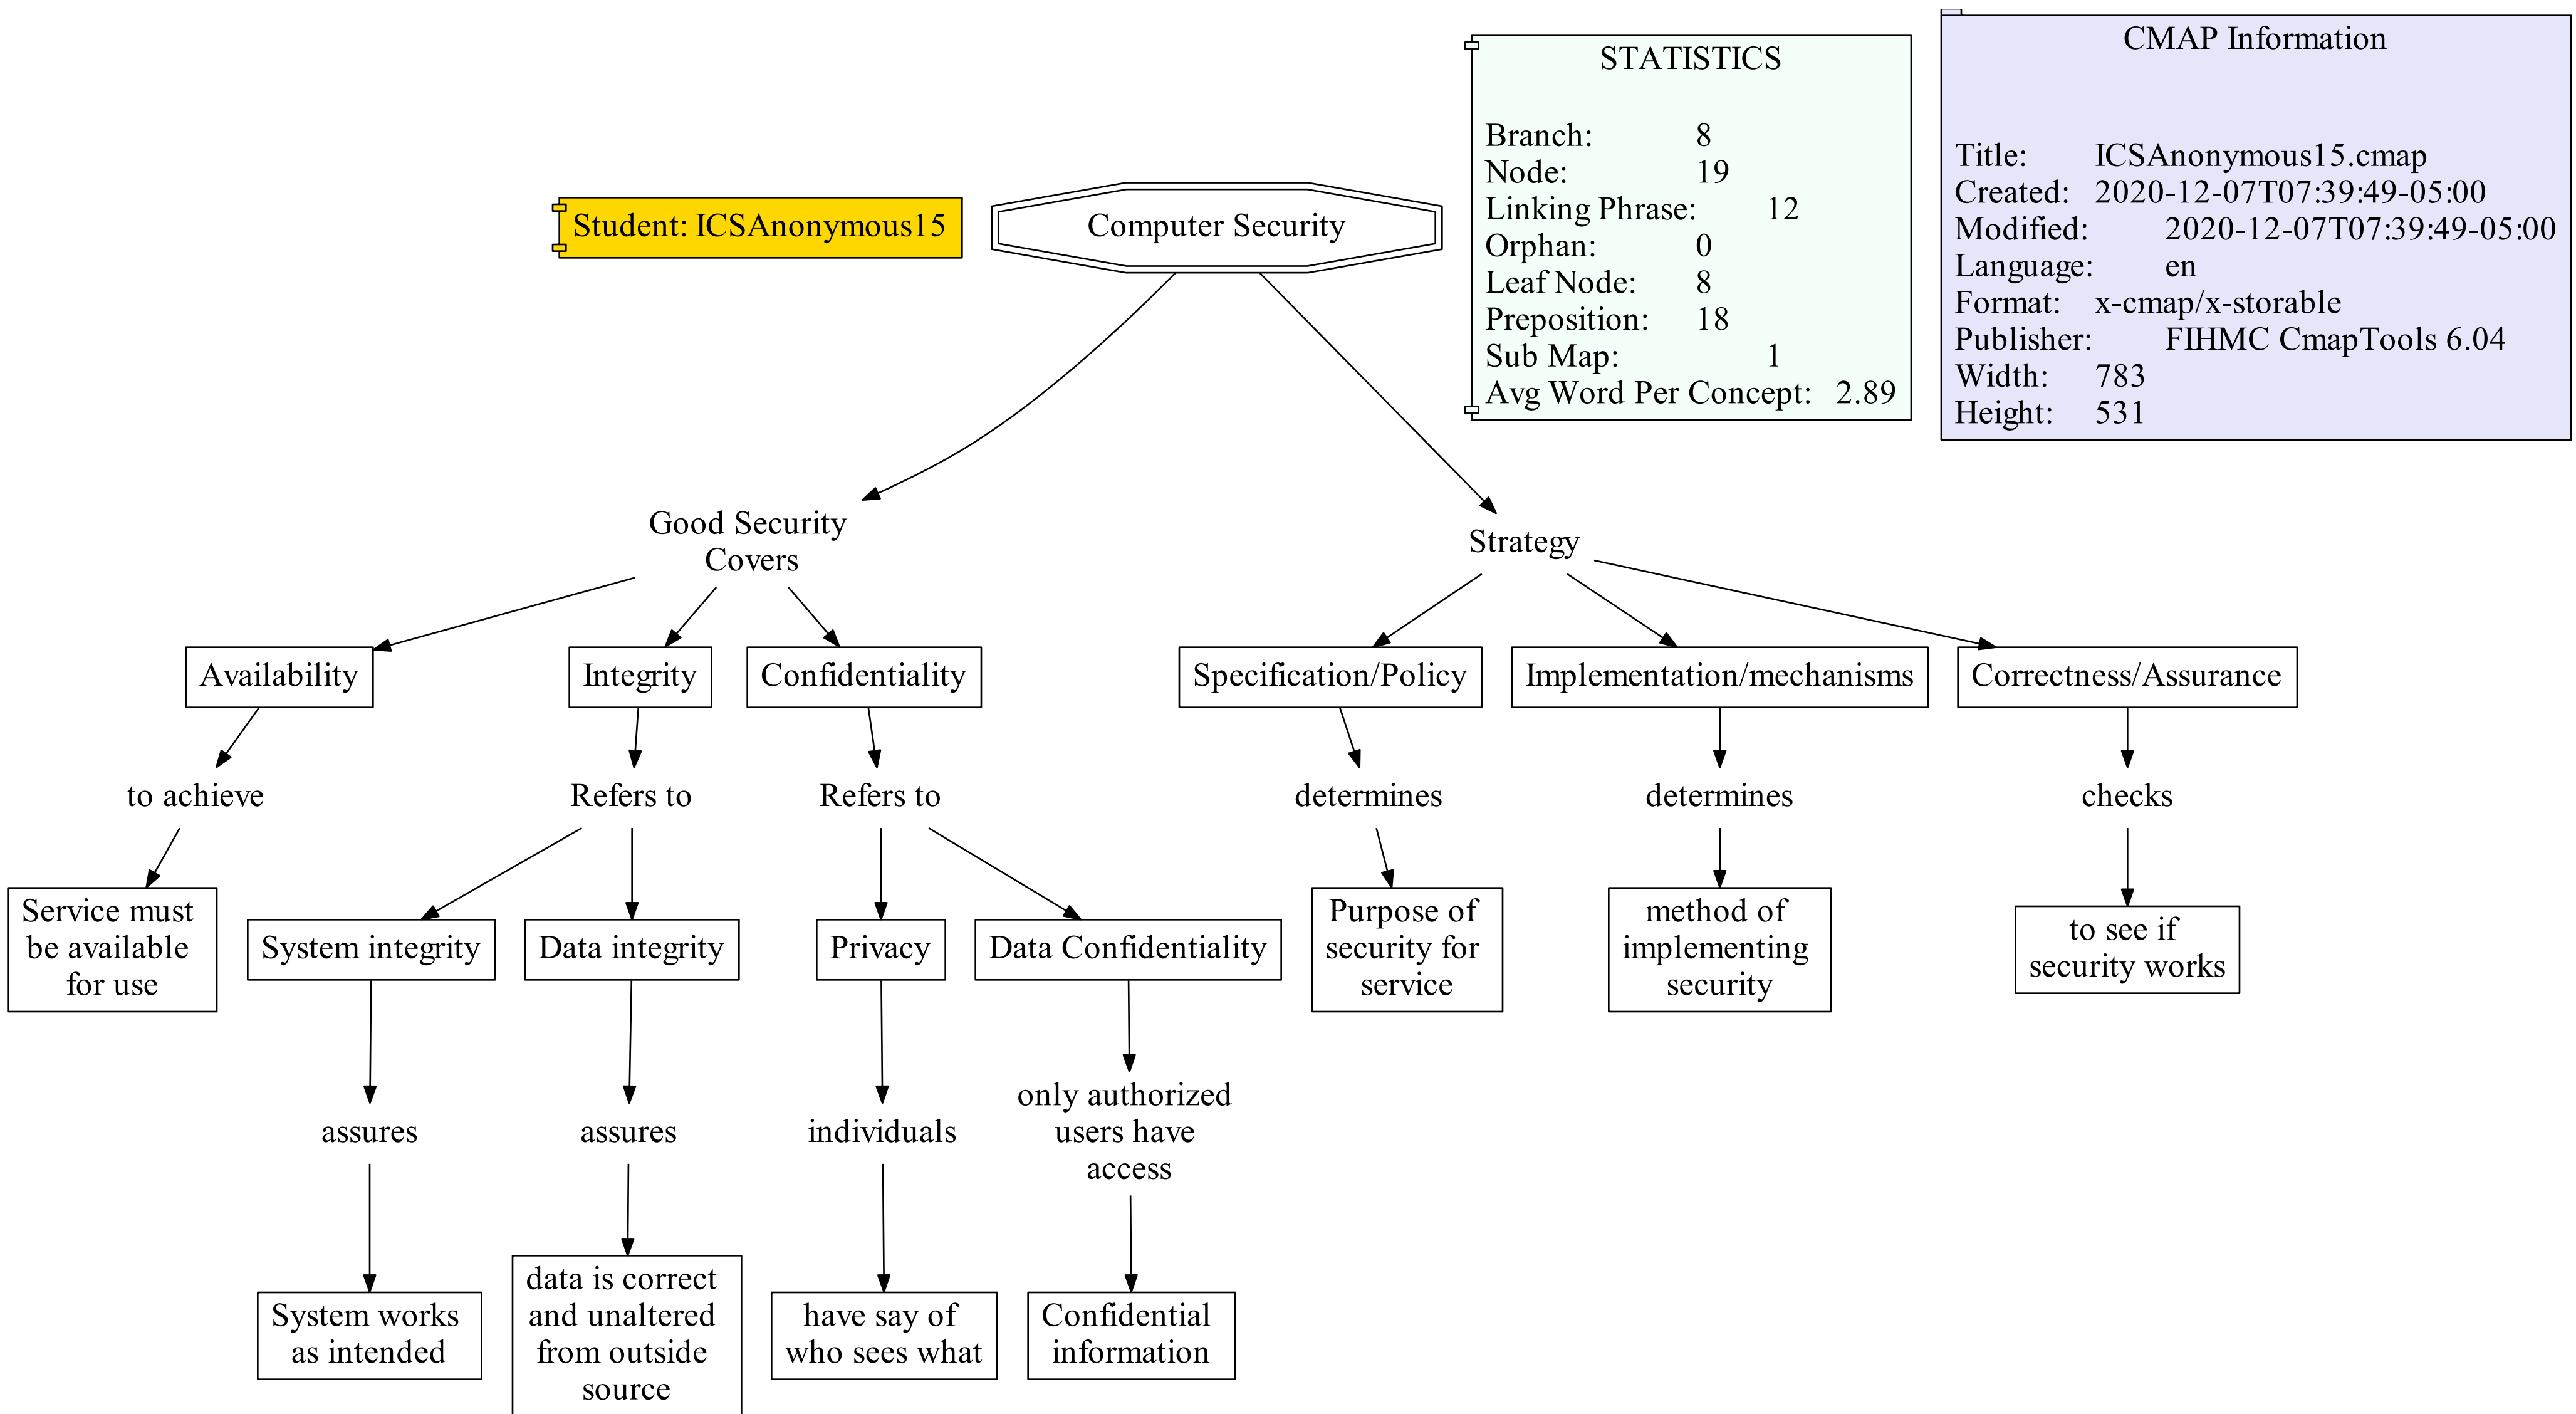 STATISTICS
Branch: 8
Node: 19
Linking Phrase: 12
Orphan: 0
Leaf Node: 8
Preposition: 18
Sub Map: 1
Avg Word Per Concept: 2.89
CMAP Information
Title: ICSAnonymous15.cmap
Created: 2020-12-07T07:39:49-05:00
Modified: 2020-12-07T07:39:49-05:00
Language: en
Format: x-cmap/x-storable
Publisher: FIHMC CmapTools 6.04
Width: 783
Height: 531
Student: ICSAnonymous15
Computer Security
Good Security
Covers
Strategy
Availability
Integrity
Confidentiality
Specification/Policy
Implementation/mechanisms
Correctness/Assurance
to achieve
Refers to
Refers to
determines
determines
checks
Service must
be available
for use
System integrity
Data integrity
Privacy
Data Confidentiality
Purpose of
security for
service
method of
implementing
security
to see if
security works
assures
assures
individuals
only authorized
users have
access
System works
as intended
data is correct
and unaltered
from outside
source
have say of
who sees what
Confidential
information